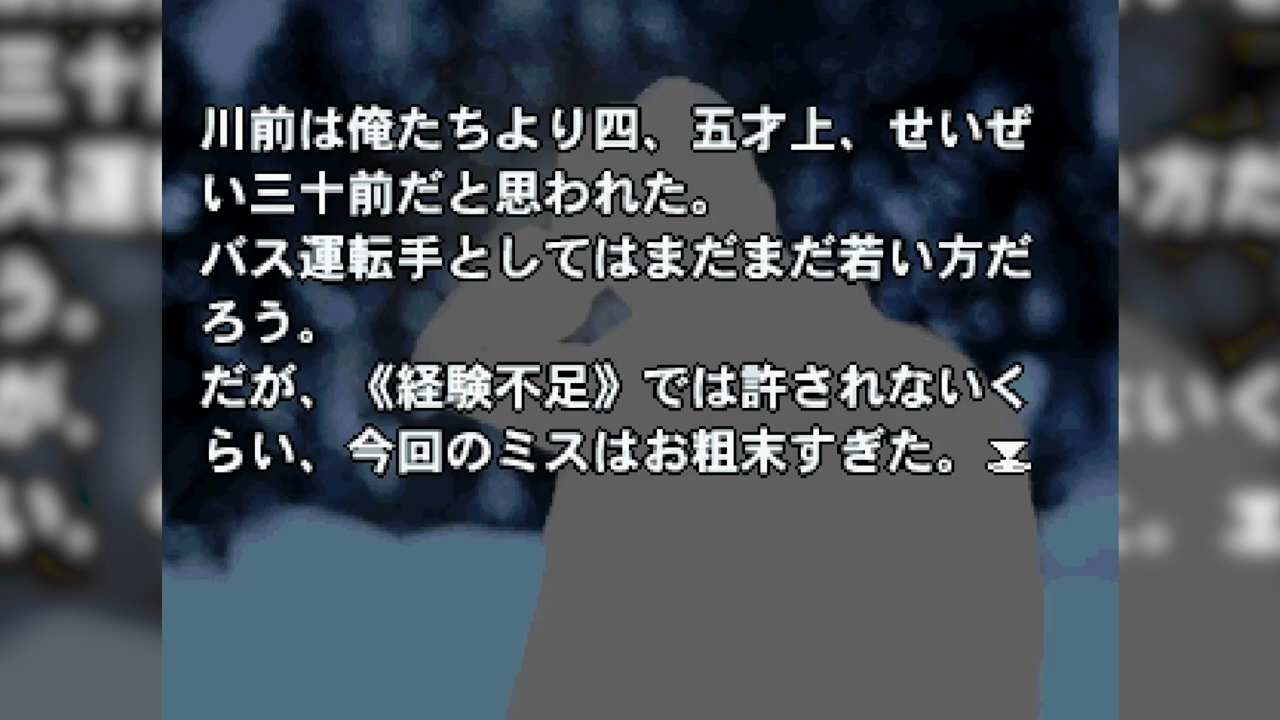 川前は俺たちより四、五才上、せいぜ
い三十前だと思われた。
バス運転手としてはまだまだ若い方だ
ろう。
だが、《経験不足》では許されないく
らい、今回のミスはお粗末すぎた。